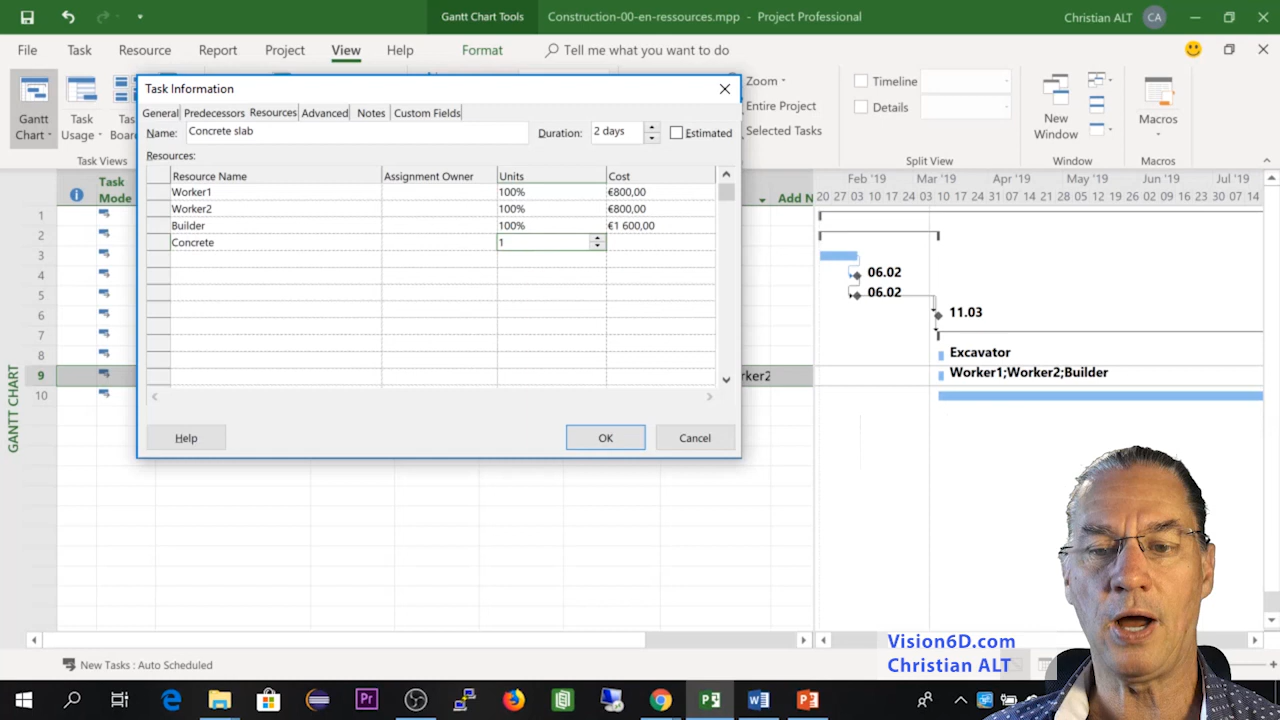 Gantt Chart Tools
Construction-00-en-ressources.mpp - Project Professional
Christian ALT
CA
File
Task
Resource
Report
Project
View
Help
Format
Tell me what you want to do
Gantt
Chart
Task
Usage
Task Views
Zoom
Entire Project
Selected Tasks
Timeline
Details
Split View
New
Window
Window
Macros
Macros
Task Information
General
Predecessors
Resources
Advanced
Notes
Custom Fields
Name:
Concrete slab
Duration:
2 days
Estimated
Resources:
Resource Name
Assignment Owner
Units
Cost
Worker1
100%
€800,00
Worker2
100%
€800,00
Builder
100%
€1 600,00
Concrete
1
Help
OK
Cancel
Task
Mode
Add N
Feb '19
Mar '19
Apr '19
May '19
Jun '19
Jul '19
20 27 03 10 17 24 03 10 17 24 31 07 14 21 28 05 12 19 26 02 09 16 23 30 07 14
1
2
3
4
5
6
7
8
9
10
06.02
06.02
11.03
Excavator
Worker1;Worker2;Builder
GANTT CHART
New Tasks : Auto Scheduled
Vision6D.com
Christian ALT